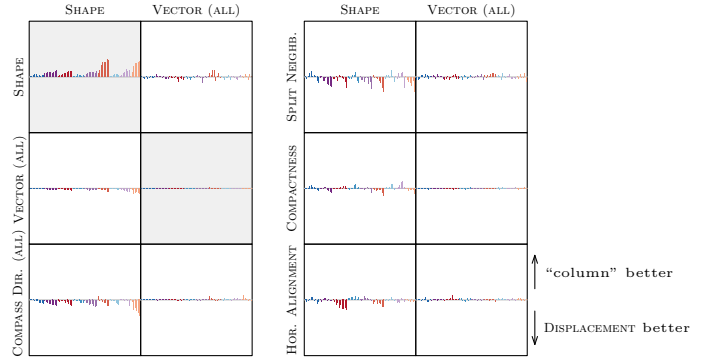 SHAPE VECTOR (ALL) SHAPE VECTOR (ALL)
SHAPE
VECTOR (ALL)
COMPASS DIR. (ALL)
SPLIT NEIGHB.
COMPACTNESS
HOR. ALIGNMENT
“column” better
DISPLACEMENT better